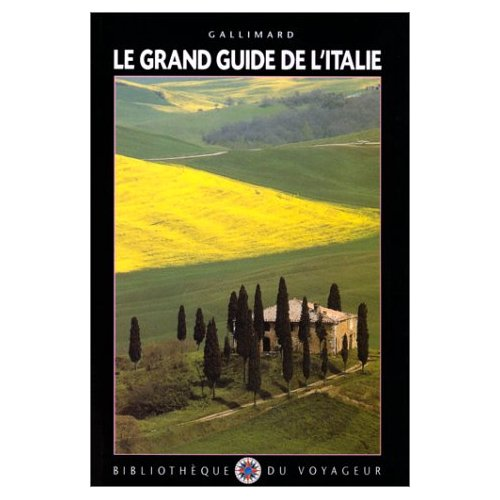 GALLIMARD
LE GRAND GUIDE DE L'ITALIE
BIBLIOTHÈQUE DU VOYAGEUR